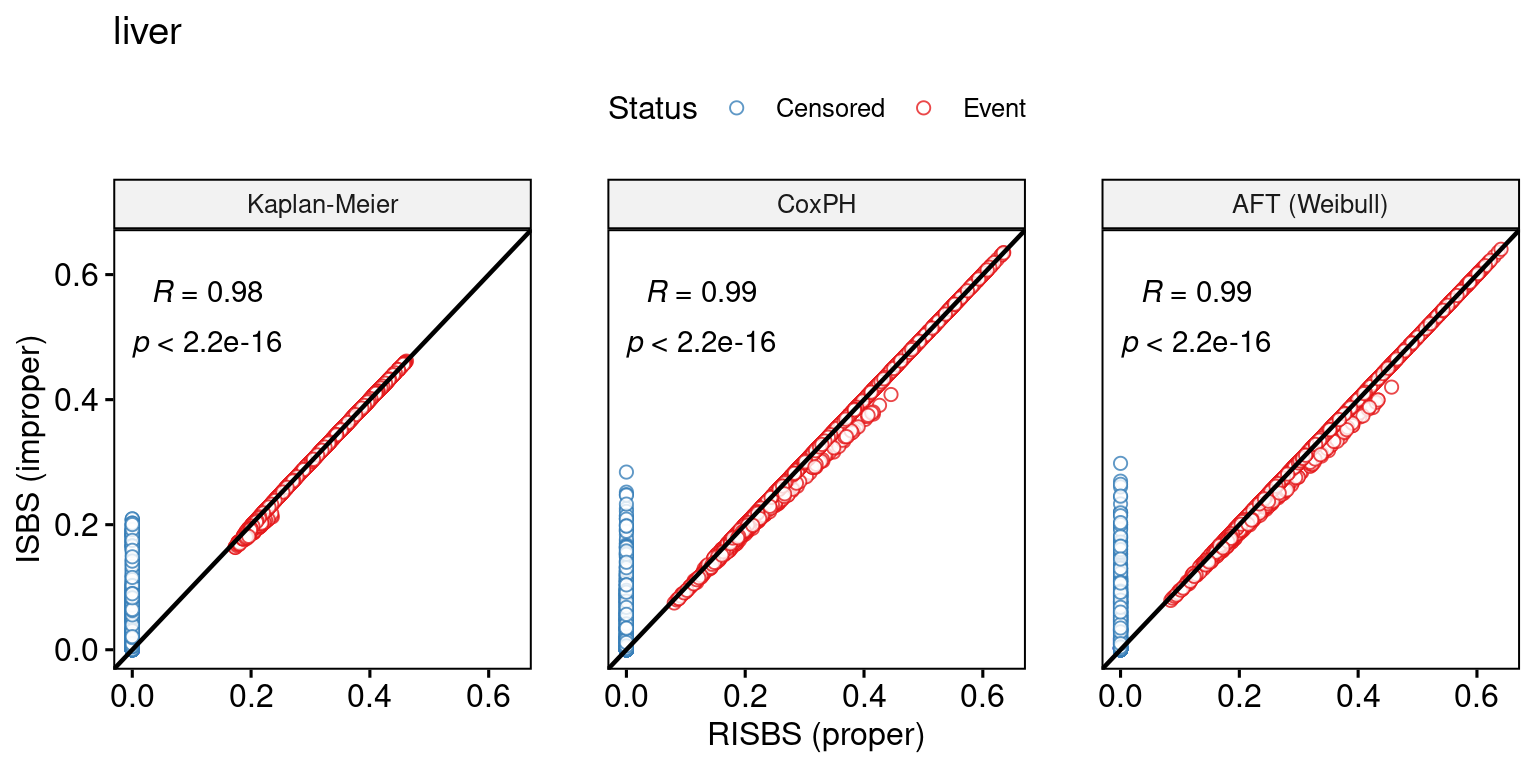 liver
Status Censored Event
Kaplan-Meier CoxPH AFT (Weibull)
R = 0.98 R = 0.99 R = 0.99
p < 2.2e-16 p < 2.2e-16 p < 2.2e-16
ISBS (improper)
0.6
0.4
0.2
0.0
0.0 0.2 0.4 0.6 0.0 0.2 0.4 0.6 0.0 0.2 0.4 0.6
RISBS (proper)